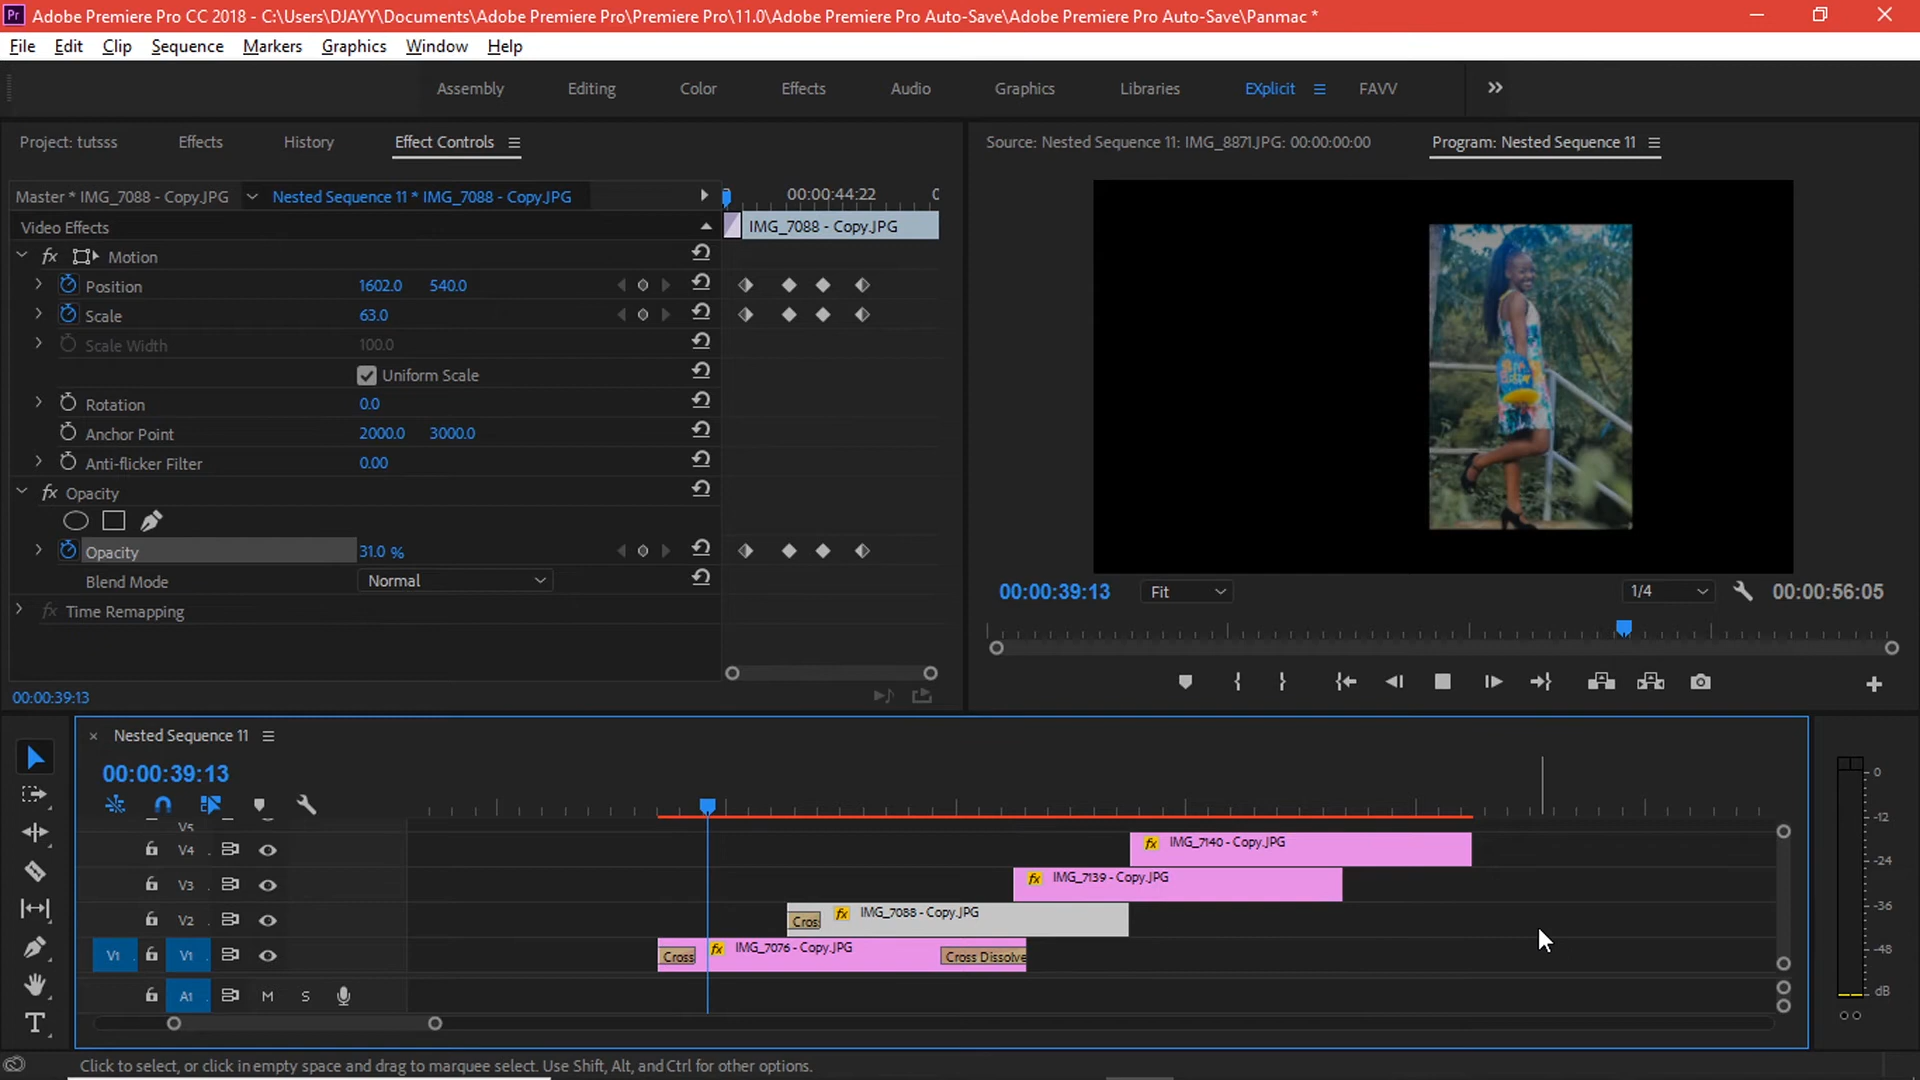 Pr Adobe Premiere Pro CC 2018 - C:\Users\DJAYY\Documents\Adobe Premiere Pro\Premiere Pro\11.0\Adobe Premiere Pro Auto-Save\Adobe Premiere Pro Auto-Save\Panmac *
File Edit Clip Sequence Markers Graphics Window Help
Assembly Editing Color Effects Audio Graphics Libraries EXplicit FAVV
Project: tutsss Effects History Effect Controls
Source: Nested Sequence 11: IMG_8871.JPG: 00:00:00:00 Program: Nested Sequence 11
Master * IMG_7088 - Copy.JPG Nested Sequence 11 * IMG_7088 - Copy.JPG 00:00:44:22
Video Effects IMG_7088 - Copy.JPG
fx Motion
Position 1602.0 540.0
Scale 63.0
Scale Width 100.0
Uniform Scale
Rotation 0.0
Anchor Point 2000.0 3000.0
Anti-flicker Filter 0.00
fx Opacity
Opacity 31.0 %
Blend Mode Normal
fx Time Remapping
00:00:39:13 Fit 1/4 00:00:56:05
00:00:39:13
× Nested Sequence 11
00:00:39:13
V5
V4 fx IMG_7140 - Copy.JPG
V3 fx IMG_7139 - Copy.JPG
V2 Cros fx IMG_7088 - Copy.JPG
V1 V1 Cross fx IMG_7076 - Copy.JPG Cross Dissolve
A1 M S
0
-12
-24
-36
-48
dB
Click to select, or click in empty space and drag to marquee select. Use Shift, Alt, and Ctrl for other options.